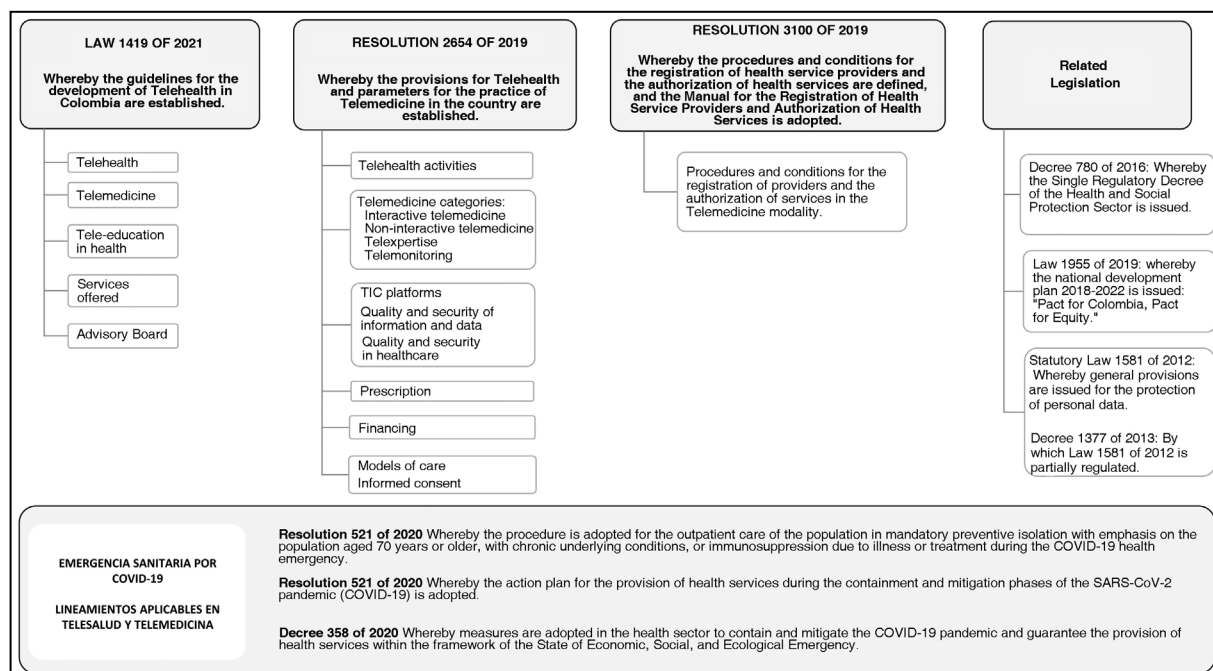 LAW 1419 OF 2021
Whereby the guidelines for the
development of Telehealth in
Colombia are established.
Telehealth
Telemedicine
Tele-education
in health
Services
offered
Advisory Board
RESOLUTION 2654 OF 2019
Whereby the provisions for Telehealth
and parameters for the practice
of Telemedicine in the country are
established.
Telehealth activities
Telemedicine categories:
Interactive telemedicine
Non-interactive telemedicine
Telexpertise
Telemonitoring
TIC platforms
Quality and security of
information and data
Quality and security
in healthcare
Prescription
Financing
Models of care
Informed consent
RESOLUTION 3100 OF 2019
Whereby the procedures and conditions for
the registration of health service providers and
the authorization of health services are defined,
and the Manual for the Registration of Health
Service Providers and Authorization of Health
Services is adopted.
Procedures and conditions for the
registration of providers and the
authorization of services in the
Telemedicine modality.
Related
Legislation
Decree 780 of 2016: Whereby
the Single Regulatory Decree
of the Health and Social
Protection Sector is issued.
Law 1955 of 2019: whereby
the national development
plan 2018-2022 is issued:
"Pact for Colombia, Pact
for Equity."
Statutory Law 1581 of 2012:
Whereby general provisions
are issued for the protection
of personal data.
Decree 1377 of 2013: By
which Law 1581 of 2012 is
partially regulated.
EMERGENCIA SANITARIA POR
COVID-19
LINEAMIENTOS APLICABLES EN
TELESALUD Y TELEMEDICINA
Resolution 521 of 2020 Whereby the procedure is adopted for the outpatient care of the population in mandatory preventive isolation with emphasis on the
population aged 70 years or older, with chronic underlying conditions, or immunosuppression due to illness or treatment during the COVID-19 health
emergency.
Resolution 521 of 2020 Whereby the action plan for the provision of health services during the containment and mitigation phases of the SARS-CoV-2
pandemic (COVID-19) is adopted.
Decree 358 of 2020 Whereby measures are adopted in the health sector to contain and mitigate the COVID-19 pandemic and guarantee the provision of
health services within the framework of the State of Economic, Social, and Ecological Emergency.